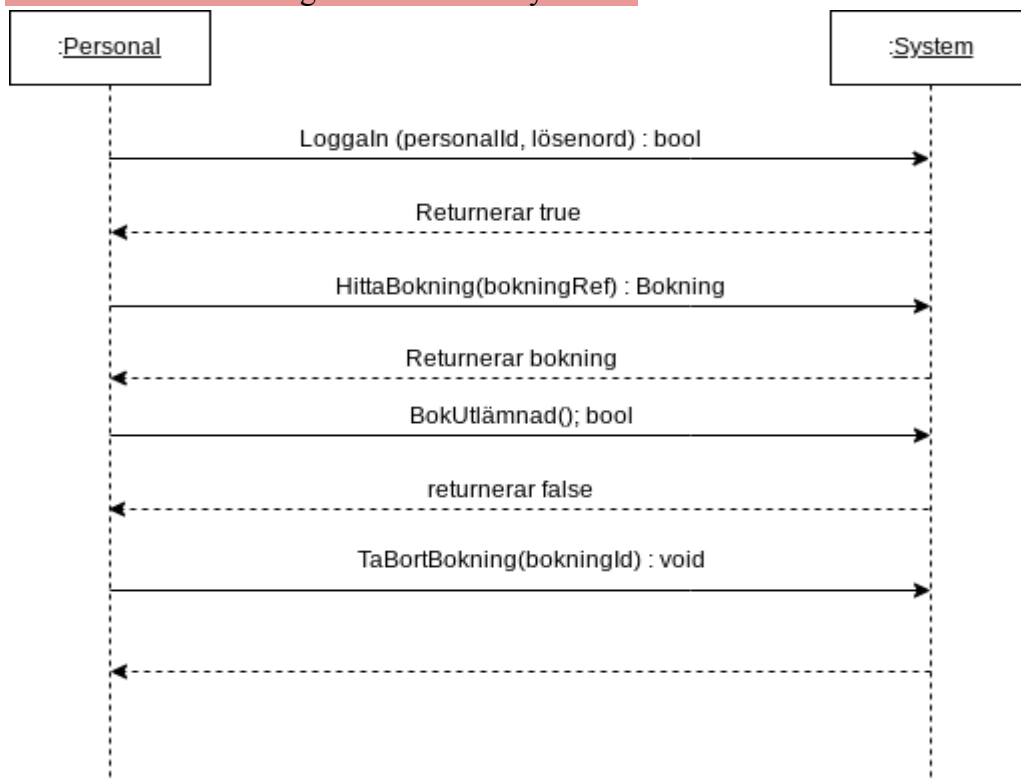 :Personal
:System
LoggaIn (personalId, lösenord) : bool
Returnerar true
HittaBokning(bokningRef) : Bokning
Returnerar bokning
BokUtlämnad(); bool
returnerar false
TaBortBokning(bokningId) : void